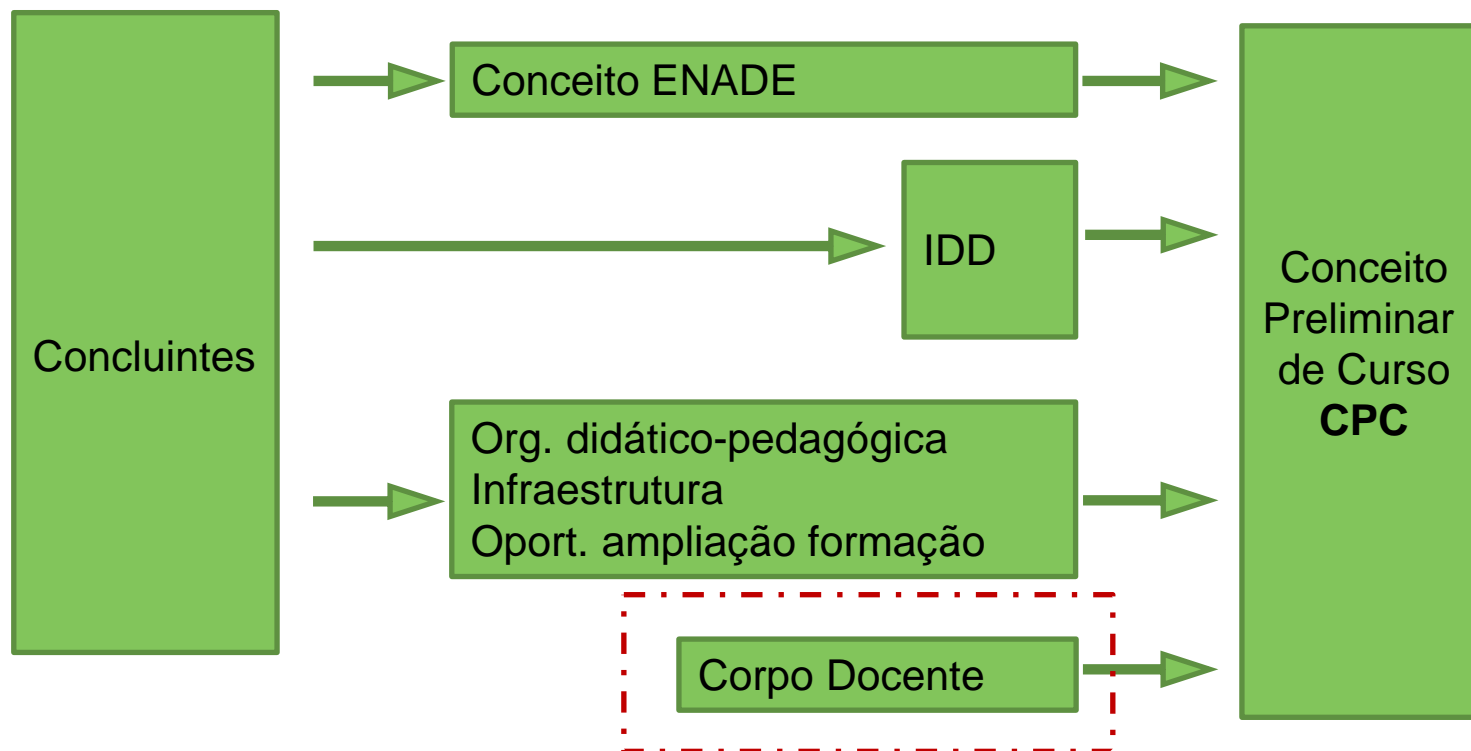 Concluintes
Conceito ENADE
IDD
Org. didático-pedagógica
Infraestrutura
Oport. ampliação formação
Corpo Docente
Conceito
Preliminar
de Curso
CPC